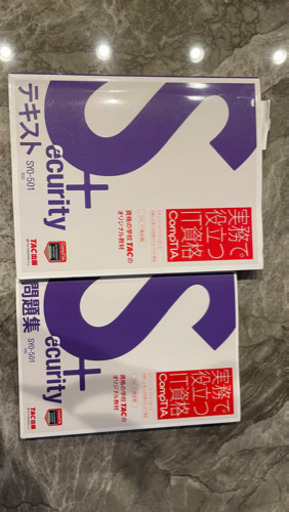 実務で
役立つ
IT資格
CompTIA
S+
ecurity
テキスト
SY0-501
資格の学校TACの
オリジナル教材
TAC出版
実務で
役立つ
IT資格
CompTIA
S+
ecurity
問題集
SY0-501
資格の学校TACの
オリジナル教材
TAC出版